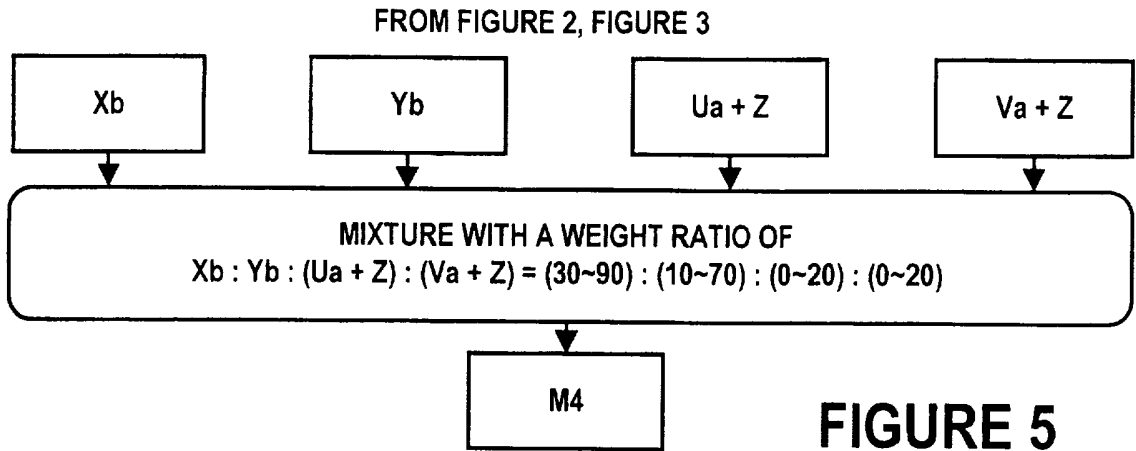 FROM FIGURE 2, FIGURE 3
Xb
Yb
Ua + Z
Va + Z
MIXTURE WITH A WEIGHT RATIO OF
Xb : Yb : (Ua + Z) : (Va + Z) = (30~90) : (10~70) : (0~20) : (0~20)
M4
FIGURE 5